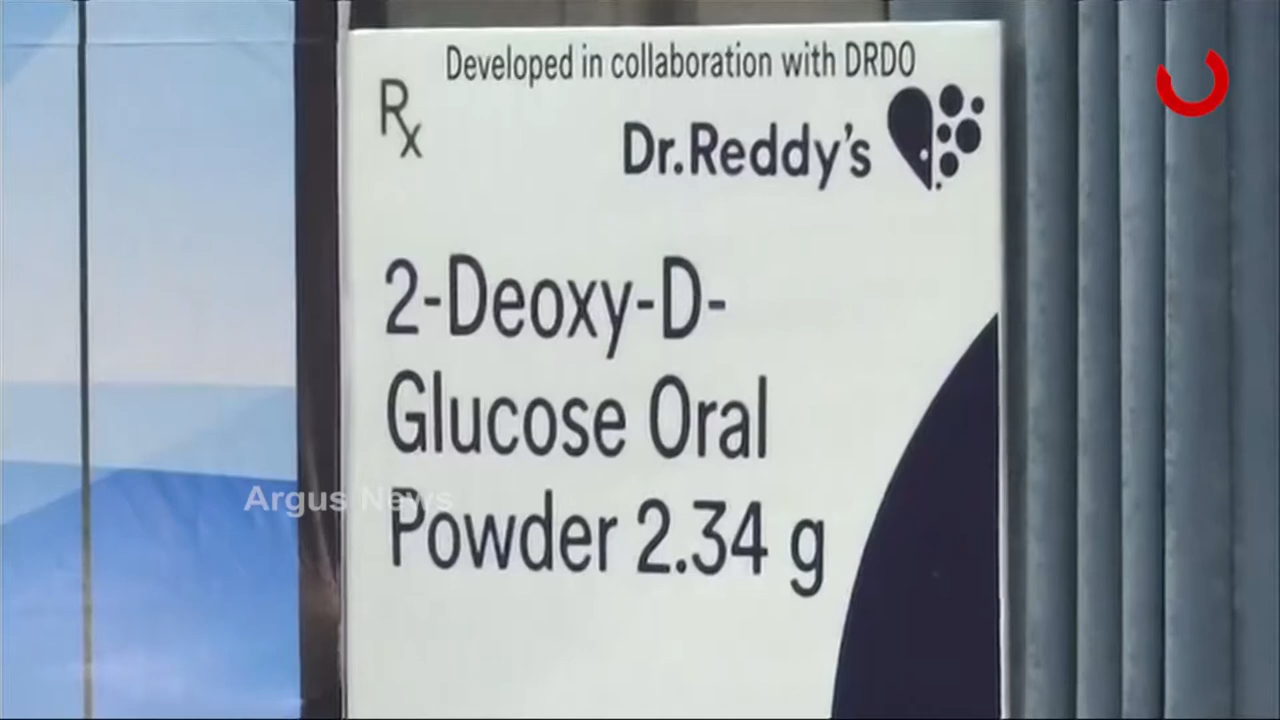 Developed in collaboration with DRDO
Rx
Dr.Reddy's
2-Deoxy-D-
Glucose Oral
Powder 2.34 g
Argus News